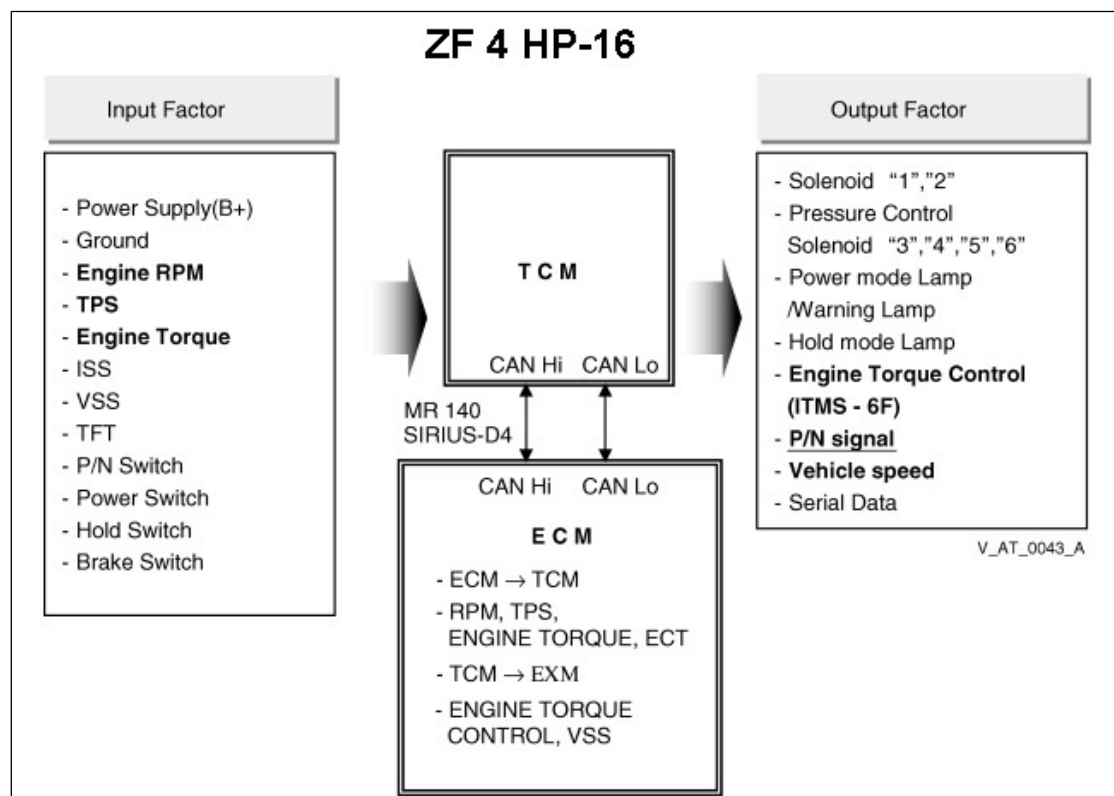 ZF 4 HP-16
Input Factor
- Power Supply(B+)
- Ground
- Engine RPM
- TPS
- Engine Torque
- ISS
- VSS
- TFT
- P/N Switch
- Power Switch
- Hold Switch
- Brake Switch
T C M
CAN Hi CAN Lo
MR 140
SIRIUS-D4
CAN Hi CAN Lo
E C M
- ECM → TCM
- RPM, TPS,
ENGINE TORQUE, ECT
- TCM → EXM
- ENGINE TORQUE
CONTROL, VSS
Output Factor
- Solenoid “1”,”2”
- Pressure Control
Solenoid “3”,”4”,”5”,”6”
- Power mode Lamp
/Warning Lamp
- Hold mode Lamp
- Engine Torque Control
(ITMS - 6F)
- P/N signal
- Vehicle speed
- Serial Data
V_AT_0043_A